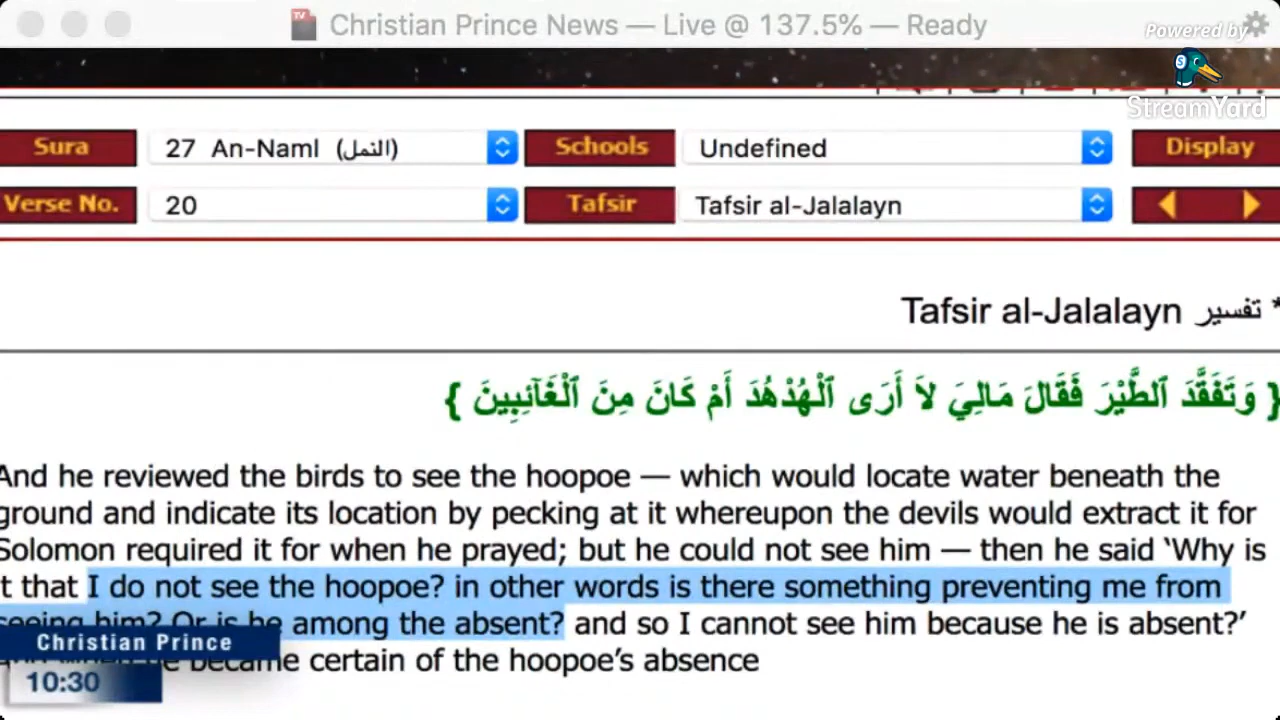 Christian Prince News — Live @ 137.5% — Ready
Powered by
StreamYard
Sura 27 An-Naml (النمل) Schools Undefined Display
Verse No. 20 Tafsir Tafsir al-Jalalayn
Tafsir al-Jalalayn تفسير *
{ وَتَفَقَّدَ ٱلطَّيْرَ فَقَالَ مَالِيَ لاَ أَرَى ٱلْهُدْهُدَ أَمْ كَانَ مِنَ ٱلْغَآئِبِينَ }
And he reviewed the birds to see the hoopoe — which would locate water beneath the
ground and indicate its location by pecking at it whereupon the devils would extract it for
Solomon required it for when he prayed; but he could not see him — then he said ‘Why is
t that I do not see the hoopoe? in other words is there something preventing me from
seeing him? Or is he among the absent? and so I cannot see him because he is absent?’
became certain of the hoopoe’s absence
Christian Prince
10:30